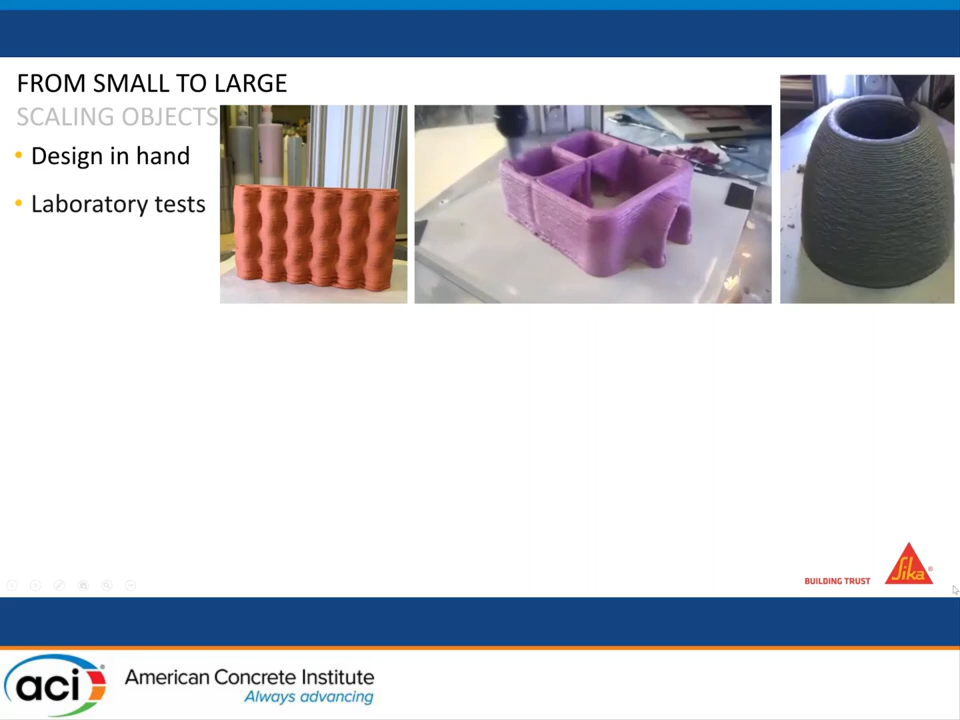 FROM SMALL TO LARGE
SCALING OBJECTS
• Design in hand
• Laboratory tests
BUILDING TRUST
Sika®
aci
American Concrete Institute
Always advancing